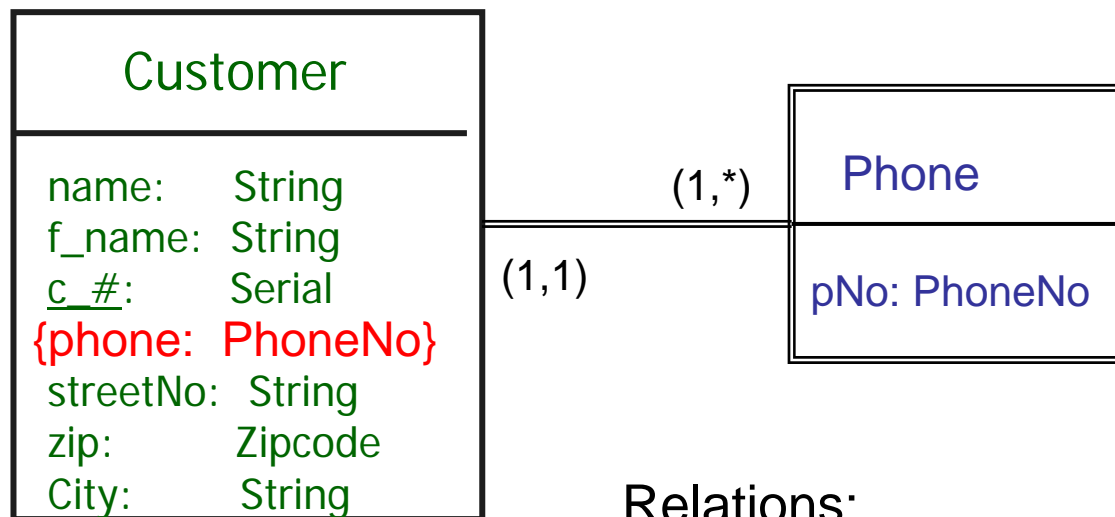 Customer
name: String
f_name: String
c_#: Serial
{phone: PhoneNo}
streetNo: String
zip: Zipcode
City: String
(1,*)
(1,1)
Phone
pNo: PhoneNo
Relations: